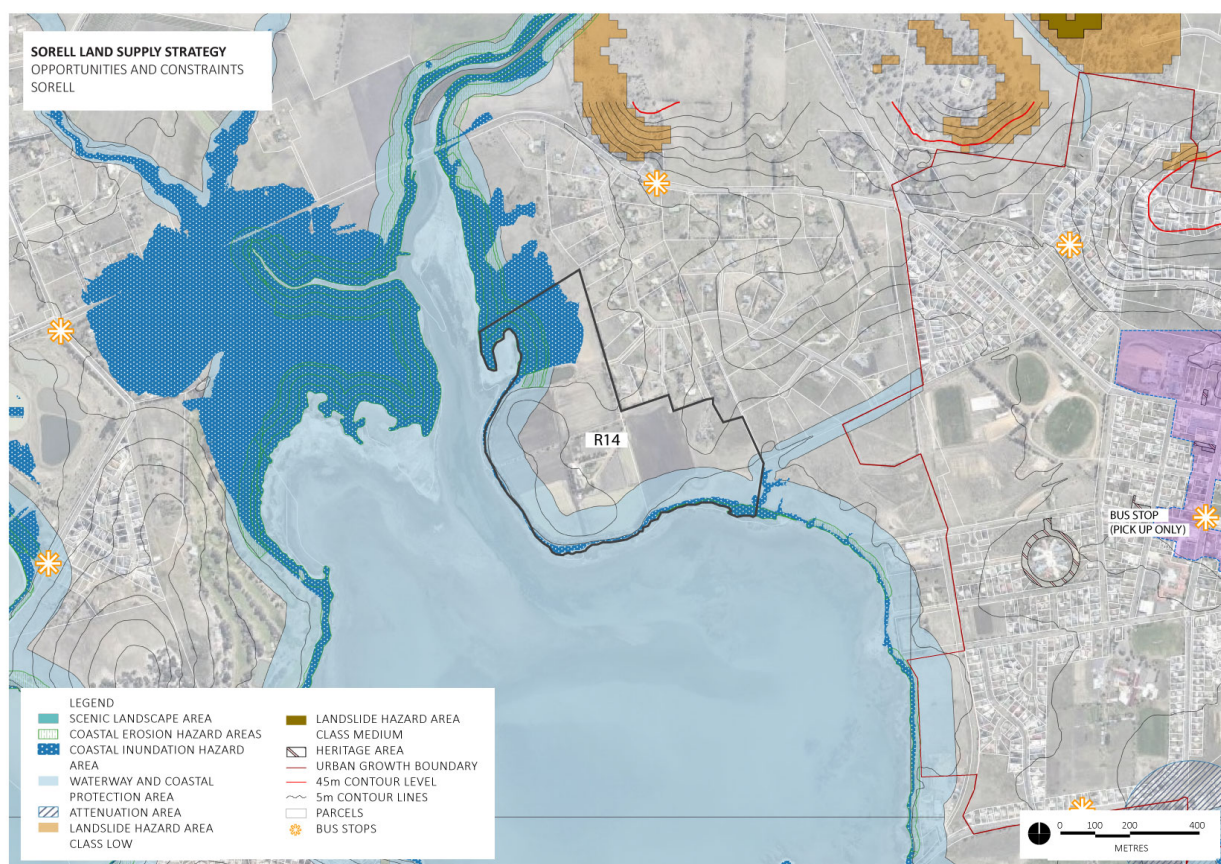 SORELL LAND SUPPLY STRATEGY
OPPORTUNITIES AND CONSTRAINTS
SORELL
R14
BUS STOP
(PICK UP ONLY)
LEGEND
SCENIC LANDSCAPE AREA
COASTAL EROSION HAZARD AREAS
COASTAL INUNDATION HAZARD
AREA
WATERWAY AND COASTAL
PROTECTION AREA
ATTENUATION AREA
LANDSLIDE HAZARD AREA
CLASS LOW
LANDSLIDE HAZARD AREA
CLASS MEDIUM
HERITAGE AREA
URBAN GROWTH BOUNDARY
45m CONTOUR LEVEL
5m CONTOUR LINES
PARCELS
BUS STOPS
0 100 200 400
METRES